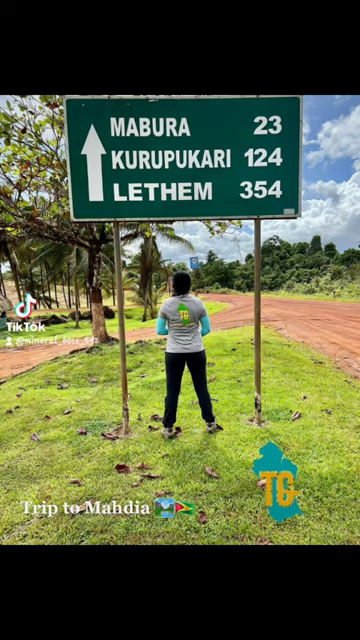 MABURA 23
KURUPUKARI 124
LETHEM 354
TikTok
@mineral_boss_592
TG
Trip to Mahdia